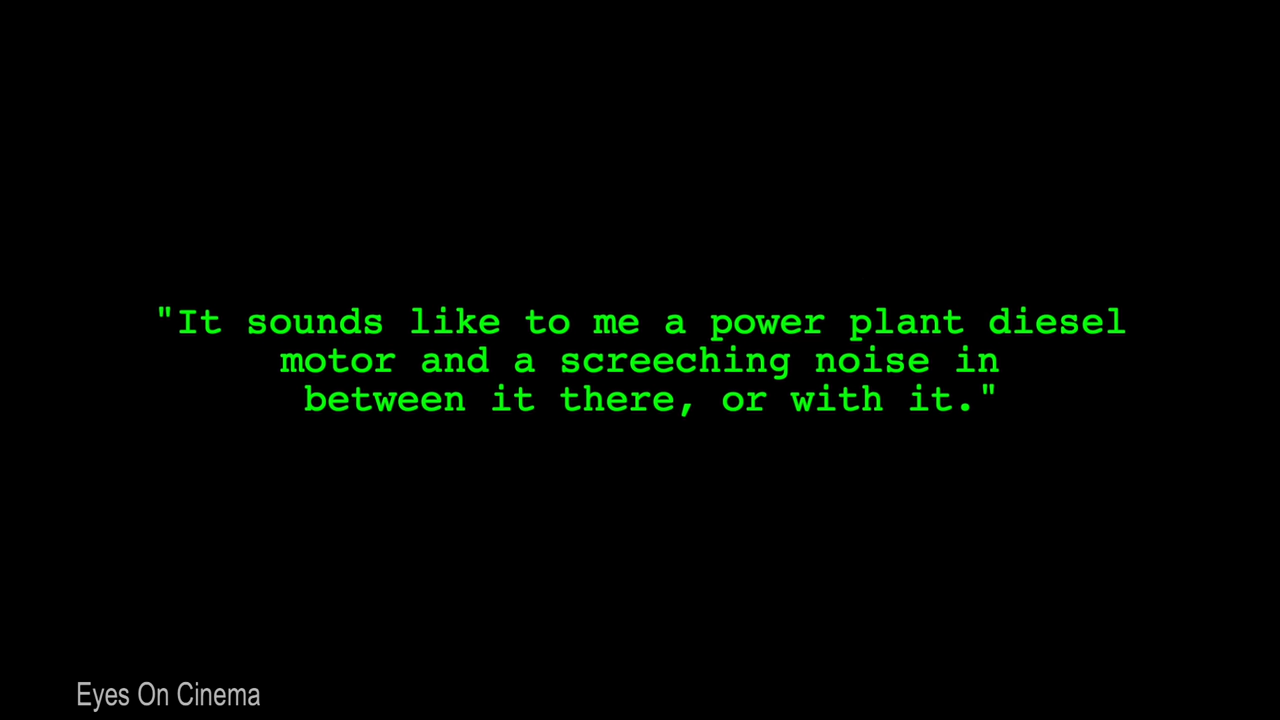 "It sounds like to me a power plant diesel
motor and a screeching noise in
between it there, or with it."
Eyes On Cinema